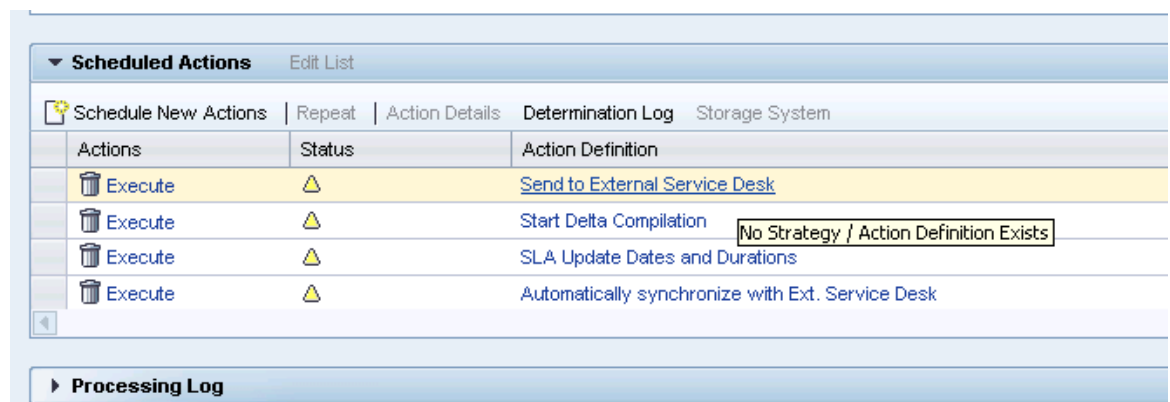 Scheduled Actions Edit List
Schedule New Actions | Repeat | Action Details Determination Log Storage System
Actions Status Action Definition
Execute Send to External Service Desk
Execute Start Delta Compilation
No Strategy / Action Definition Exists
Execute SLA Update Dates and Durations
Execute Automatically synchronize with Ext. Service Desk
Processing Log